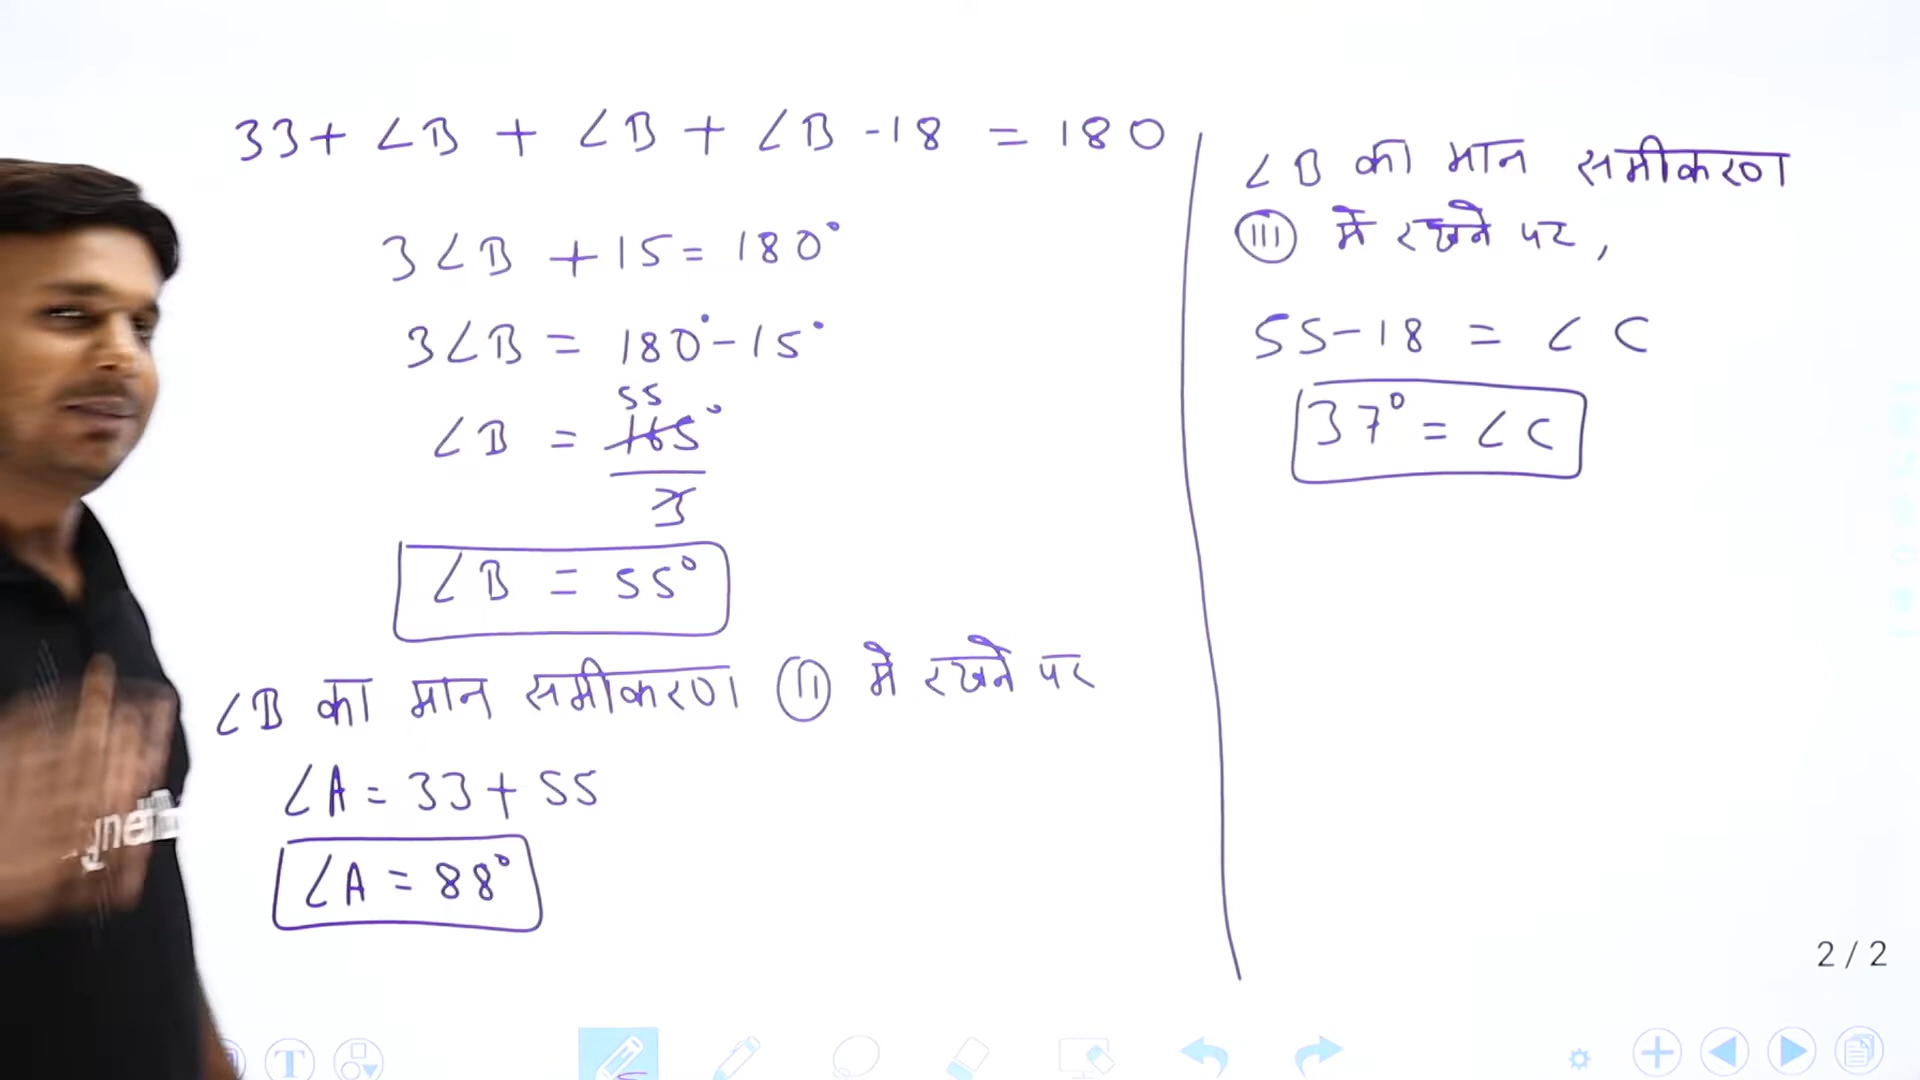 33 + ∠B + ∠B + ∠B - 18 = 180
3∠B + 15 = 180°
3∠B = 180° - 15°
55
∠B = 165°
3
∠B = 55°
∠B का मान समीकरण (II) में रखने पर
∠A = 33 + 55
∠A = 88°
∠B का मान समीकरण
(III) में रखने पर,
55 - 18 = ∠C
37° = ∠C
2 / 2
T